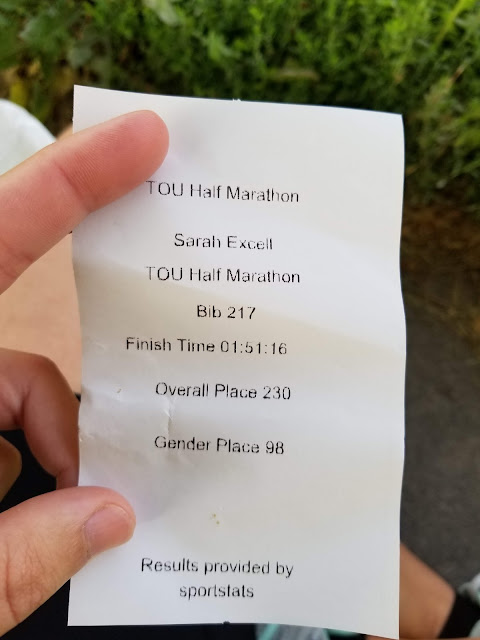 TOU Half Marathon
Sarah Excell
TOU Half Marathon
Bib 217
Finish Time 01:51:16
Overall Place 230
Gender Place 98
Results provided by
sportstats